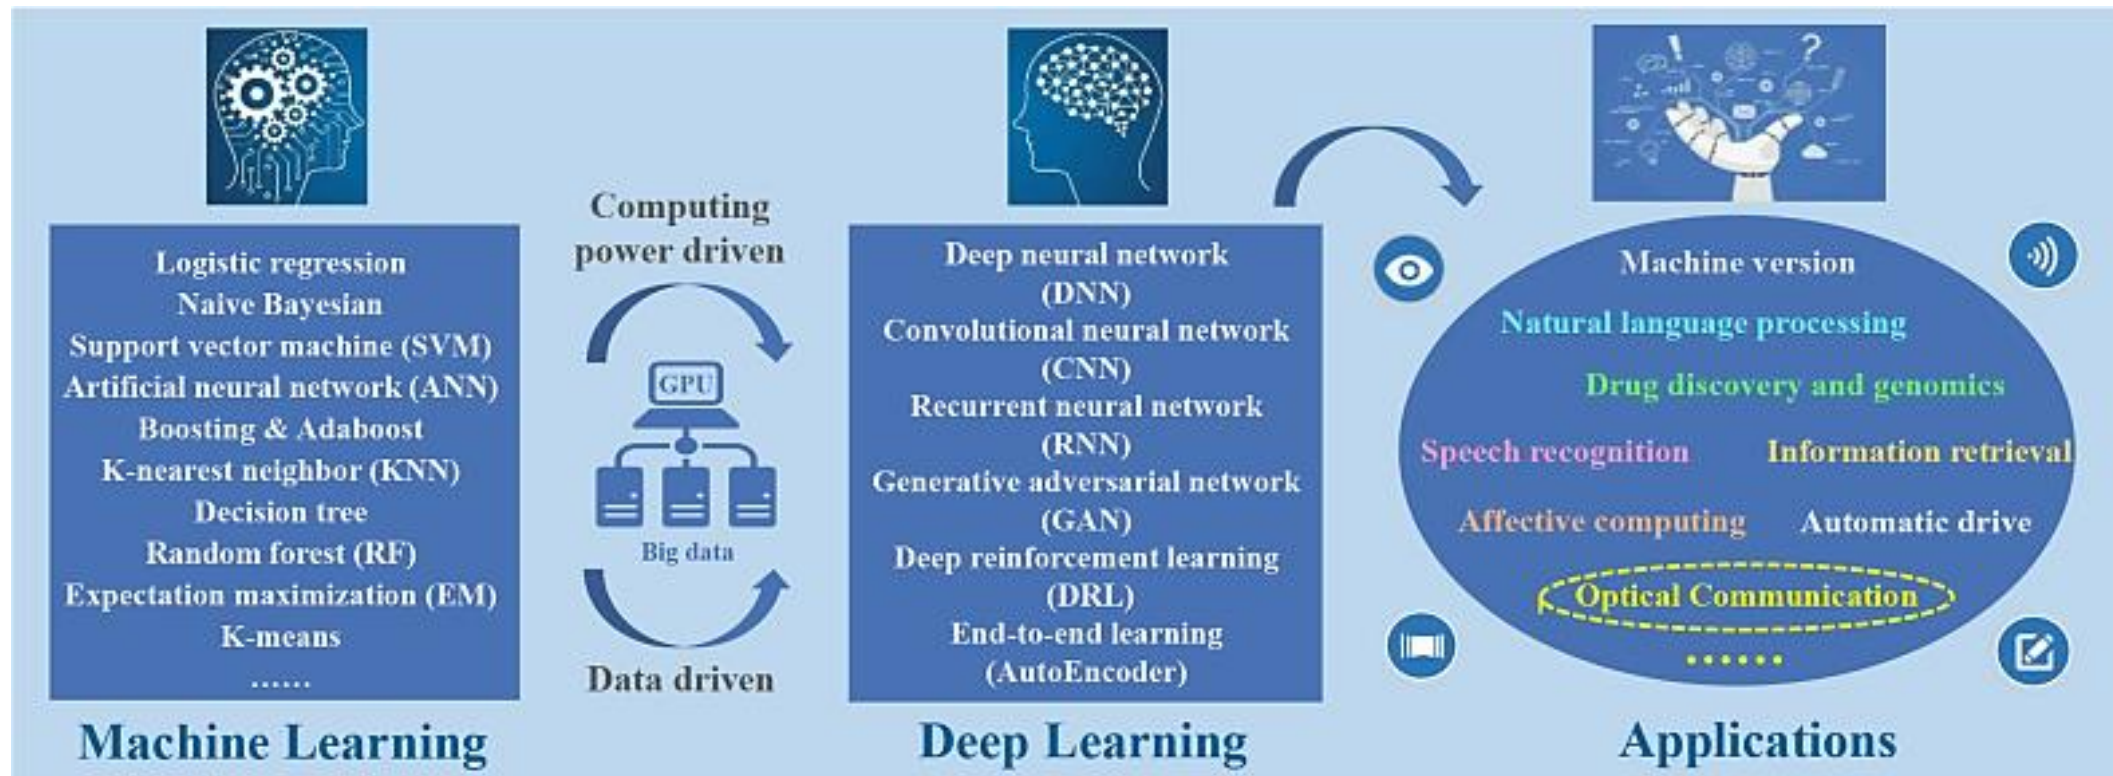 Logistic regression
Naive Bayesian
Support vector machine (SVM)
Artificial neural network (ANN)
Boosting & Adaboost
K-nearest neighbor (KNN)
Decision tree
Random forest (RF)
Expectation maximization (EM)
K-means
......
Machine Learning
Computing
power driven
GPU
Big data
Data driven
Deep neural network
(DNN)
Convolutional neural network
(CNN)
Recurrent neural network
(RNN)
Generative adversarial network
(GAN)
Deep reinforcement learning
(DRL)
End-to-end learning
(AutoEncoder)
Deep Learning
! ?
Machine version
Natural language processing
Drug discovery and genomics
Speech recognition Information retrieval
Affective computing Automatic drive
Optical Communication
......
Applications